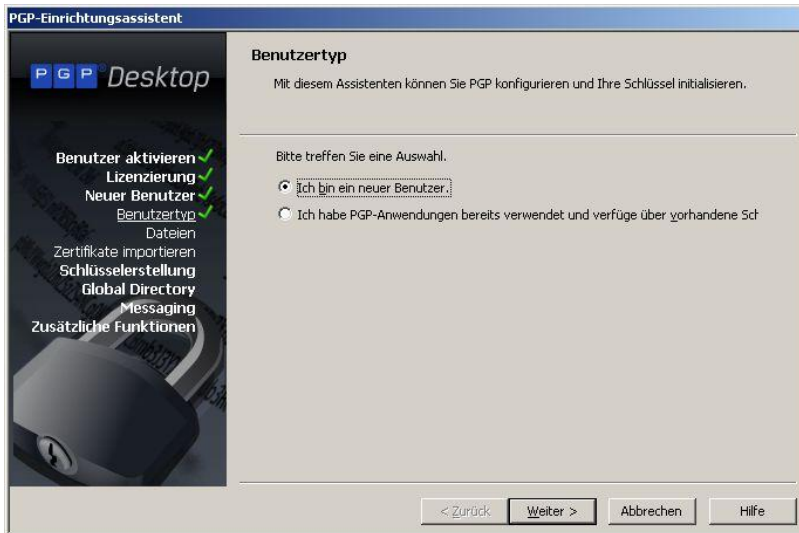 PGP-Einrichtungsassistent
PGP Desktop
Benutzer aktivieren
Lizenzierung
Neuer Benutzer
Benutzertyp
Dateien
Zertifikate importieren
Schlüsselerstellung
Global Directory
Messaging
Zusätzliche Funktionen
Benutzertyp
Mit diesem Assistenten können Sie PGP konfigurieren und Ihre Schlüssel initialisieren.
Bitte treffen Sie eine Auswahl.
Ich bin ein neuer Benutzer.
Ich habe PGP-Anwendungen bereits verwendet und verfüge über vorhandene Sch
< Zurück
Weiter >
Abbrechen
Hilfe